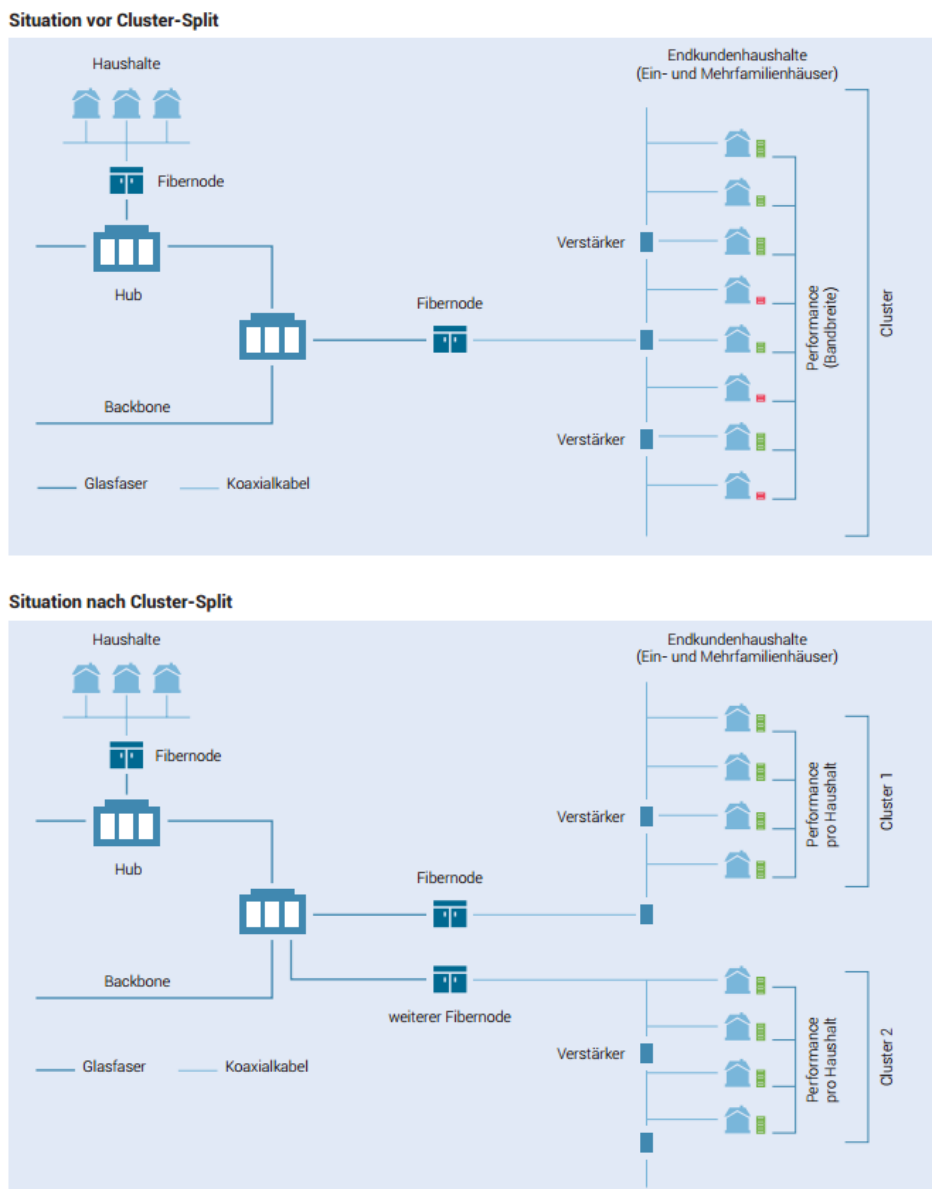 Situation vor Cluster-Split
Haushalte
Endkundenhaushalte
(Ein- und Mehrfamilienhäuser)
Fibernode
Verstärker
Hub
Fibernode
Performance
(Bandbreite)
Cluster
Backbone
Verstärker
Glasfaser
Koaxialkabel
Situation nach Cluster-Split
Haushalte
Endkundenhaushalte
(Ein- und Mehrfamilienhäuser)
Fibernode
Verstärker
Performance
pro Haushalt
Cluster 1
Hub
Fibernode
Backbone
weiterer Fibernode
Verstärker
Performance
pro Haushalt
Cluster 2
Glasfaser
Koaxialkabel